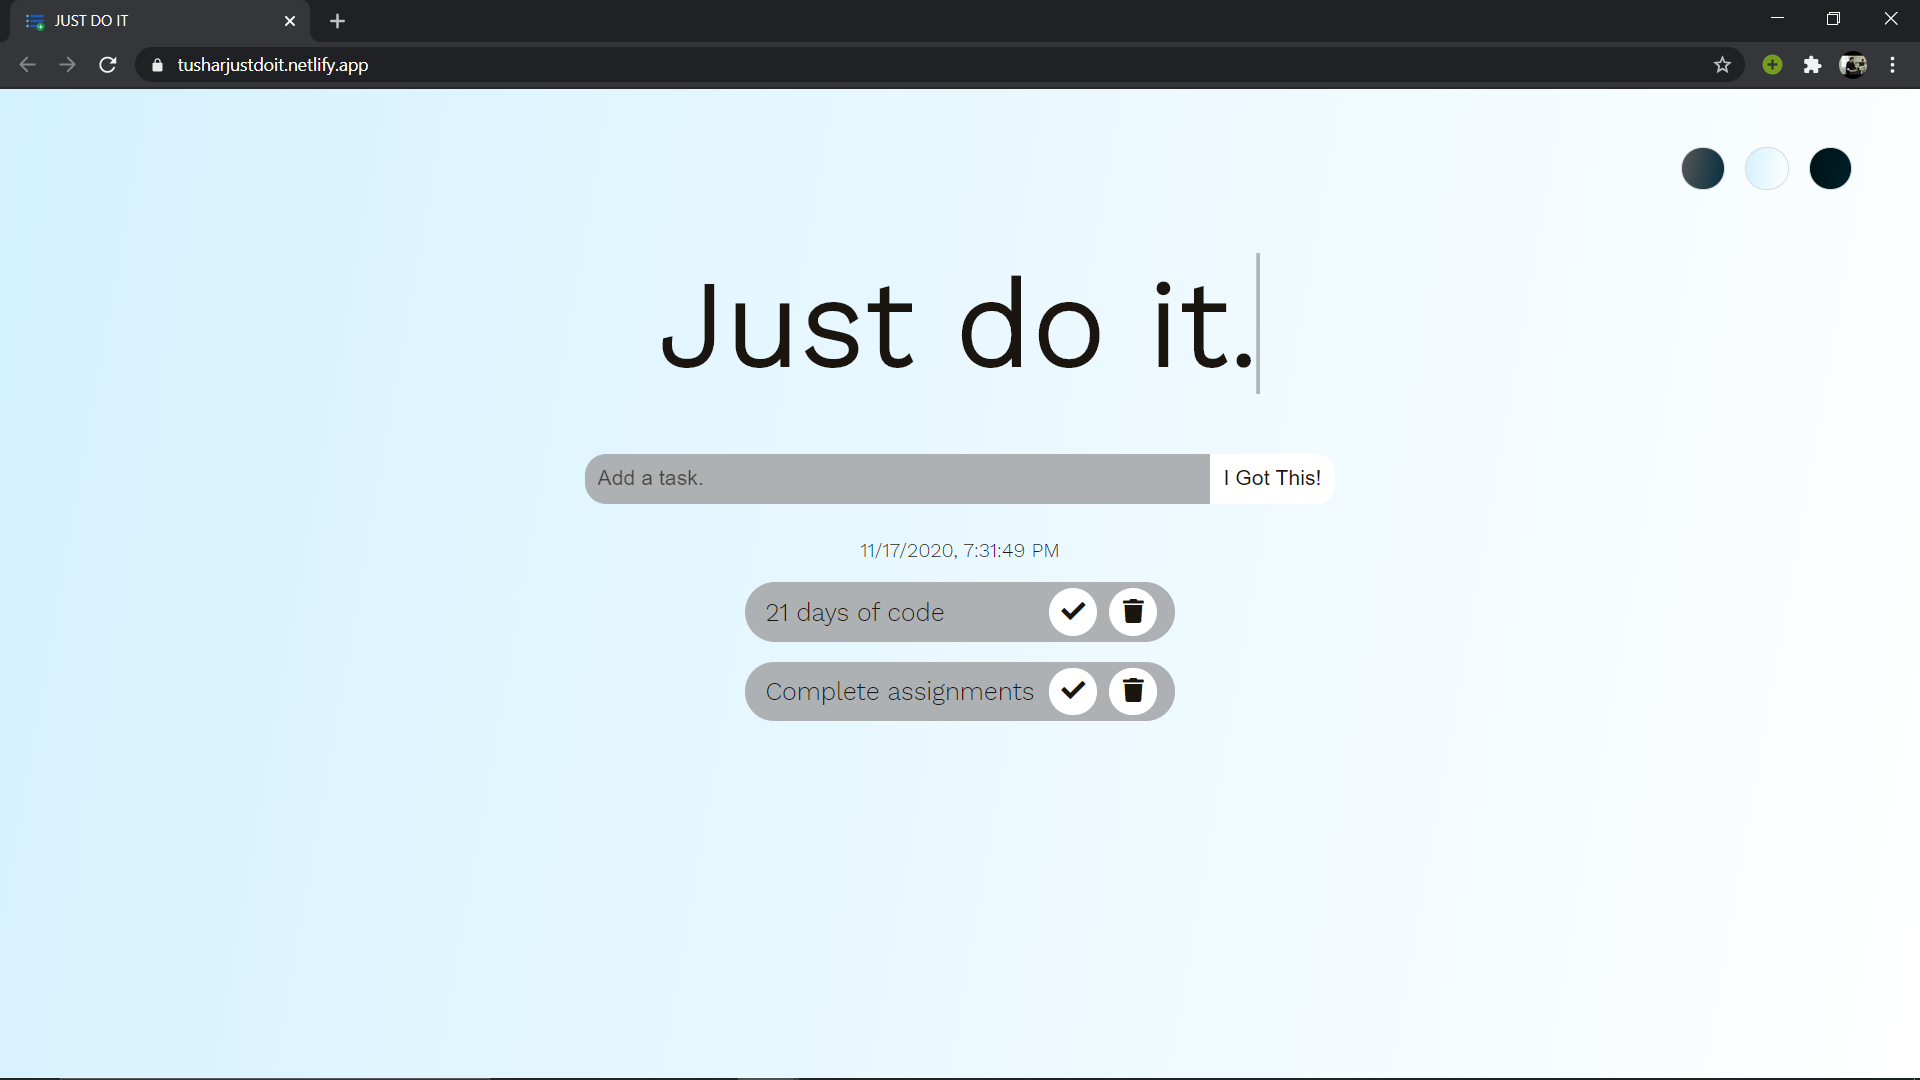 JUST DO IT
tusharjustdoit.netlify.app
Just do it.
Add a task.
I Got This!
11/17/2020, 7:31:49 PM
21 days of code
Complete assignments